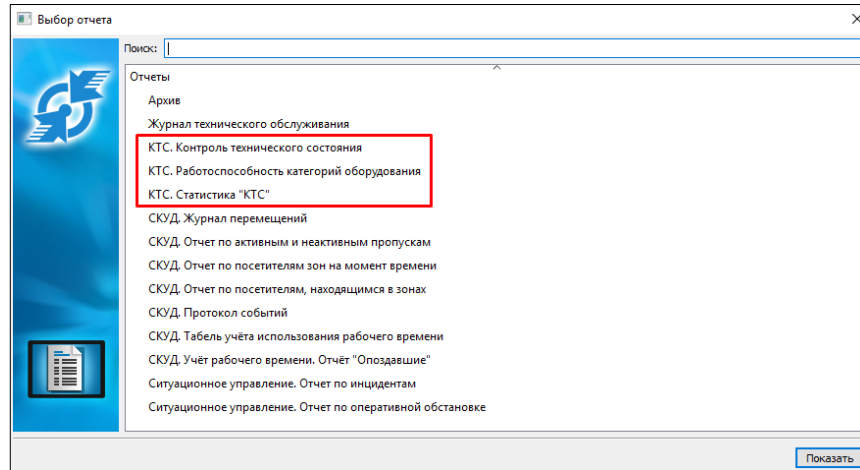 Выбор отчета
Поиск:
Отчеты
Архив
Журнал технического обслуживания
КТС. Контроль технического состояния
КТС. Работоспособность категорий оборудования
КТС. Статистика "КТС"
СКУД. Журнал перемещений
СКУД. Отчет по активным и неактивным пропускам
СКУД. Отчет по посетителям зон на момент времени
СКУД. Отчет по посетителям, находящимся в зонах
СКУД. Протокол событий
СКУД. Табель учёта использования рабочего времени
СКУД. Учёт рабочего времени. Отчёт "Опоздавшие"
Ситуационное управление. Отчет по инцидентам
Ситуационное управление. Отчет по оперативной обстановке
Показать